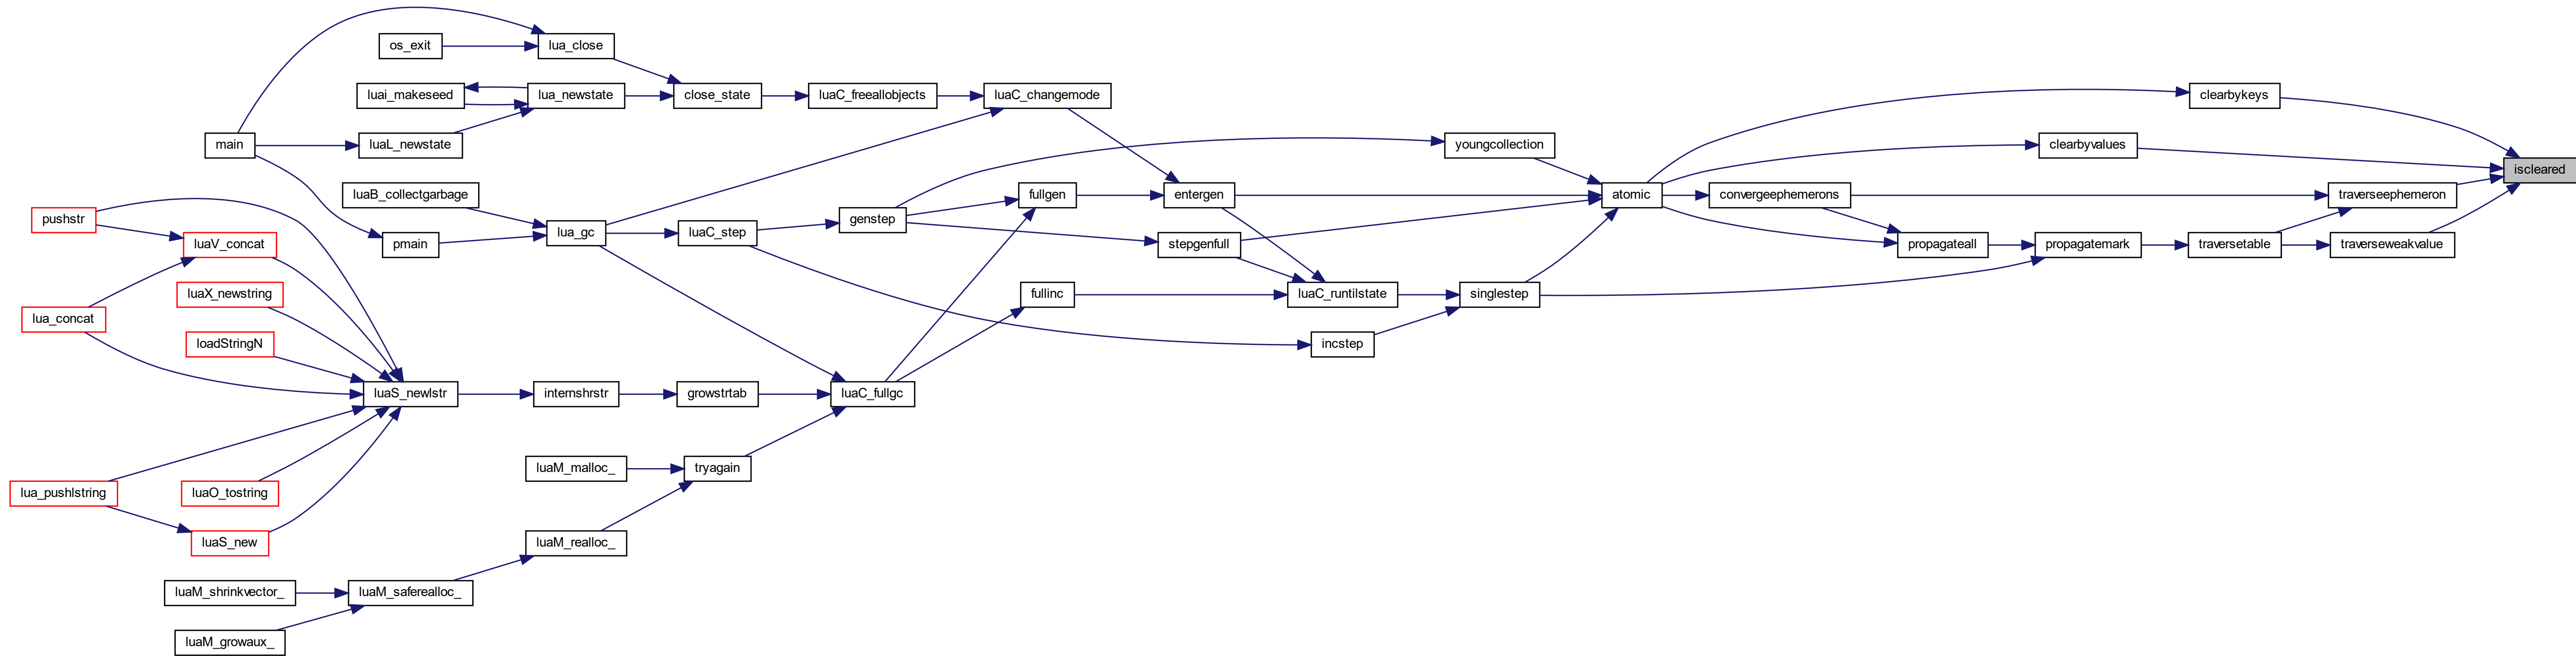 os_exit
lua_close
luai_makeseed
lua_newstate
close_state
luaC_freeallobjects
luaC_changemode
clearbykeys
main
luaL_newstate
youngcollection
clearbyvalues
iscleared
luaB_collectgarbage
fullgen
entergen
atomic
convergeephemerons
traverseephemeron
pushstr
luaV_concat
pmain
lua_gc
luaC_step
genstep
stepgenfull
propagateall
propagatemark
traversetable
traverseweakvalue
luaX_newstring
fullinc
luaC_runtilstate
singlestep
lua_concat
loadStringN
incstep
luaS_newlstr
internshrstr
growstrtab
luaC_fullgc
luaM_malloc_
tryagain
lua_pushlstring
luaO_tostring
luaS_new
luaM_realloc_
luaM_shrinkvector_
luaM_saferealloc_
luaM_growaux_